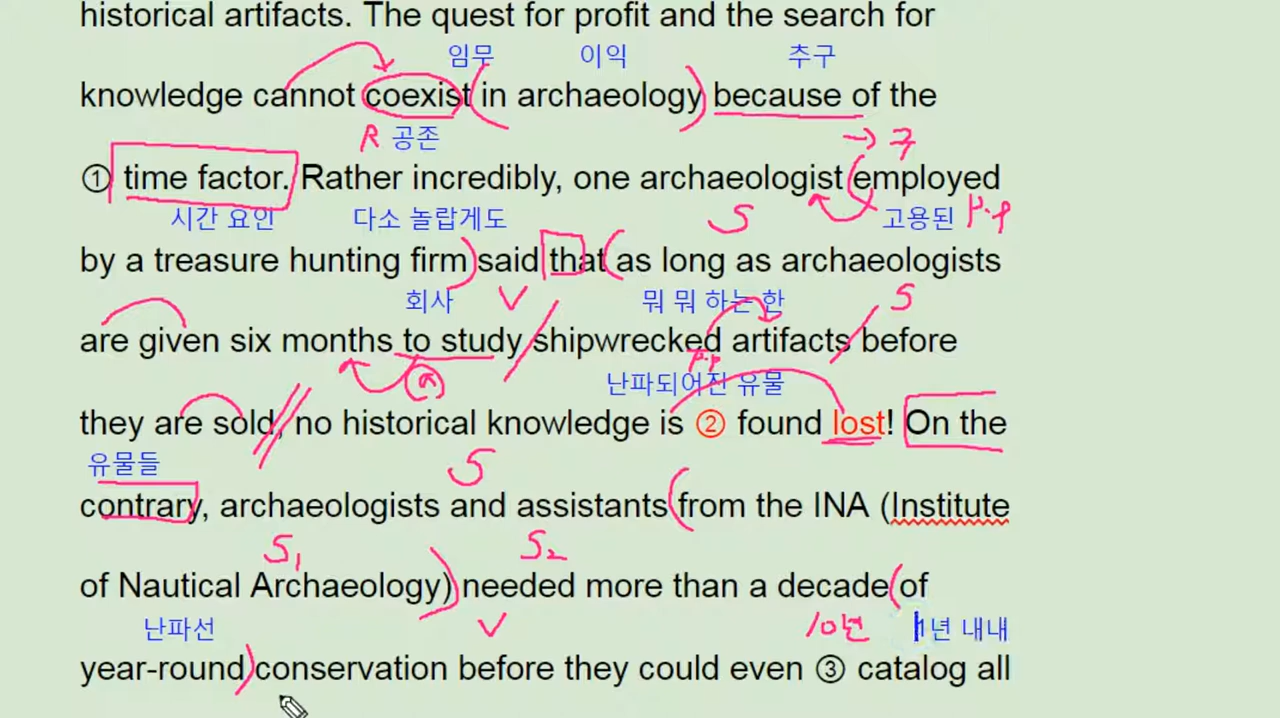 historical artifacts. The quest for profit and the search for
임무 이익 추구
knowledge cannot coexist (in archaeology) because of the
R 공존 → 구
① time factor. Rather incredibly, one archaeologist (employed
시간 요인 다소 놀랍게도 S 고용된 p.p
by a treasure hunting firm) said that (as long as archaeologists
회사 V 뭐 뭐 하는 한 S
are given six months to study / shipwrecked artifacts / before
p.p
난파되어진 유물
they are sold, // no historical knowledge is ② found lost! On the
유물들 S
contrary, archaeologists and assistants (from the INA (Institute
S₁ S₂
of Nautical Archaeology)) needed more than a decade (of
난파선 V 10년 1년 내내
year-round) conservation before they could even ③ catalog all